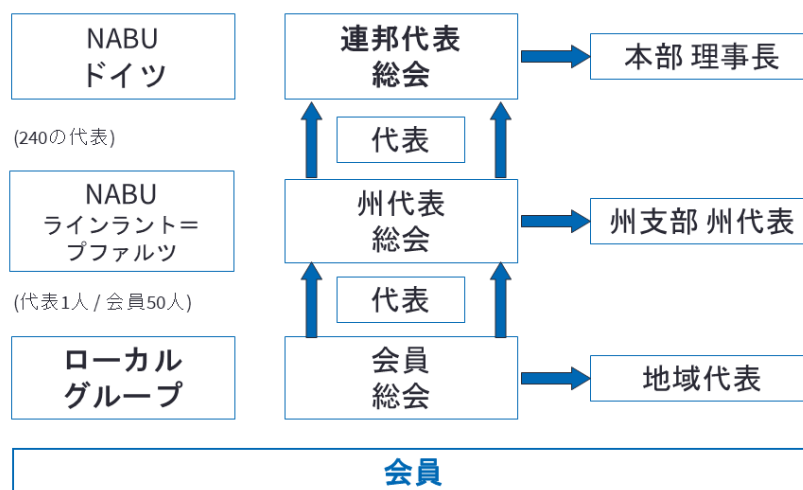 NABU
ドイツ
連邦代表
総会
本部 理事長
(240の代表)
代表
NABU
ラインラント＝
プファルツ
州代表
総会
州支部 州代表
(代表1人 / 会員50人)
代表
ローカル
グループ
会員
総会
地域代表
会員